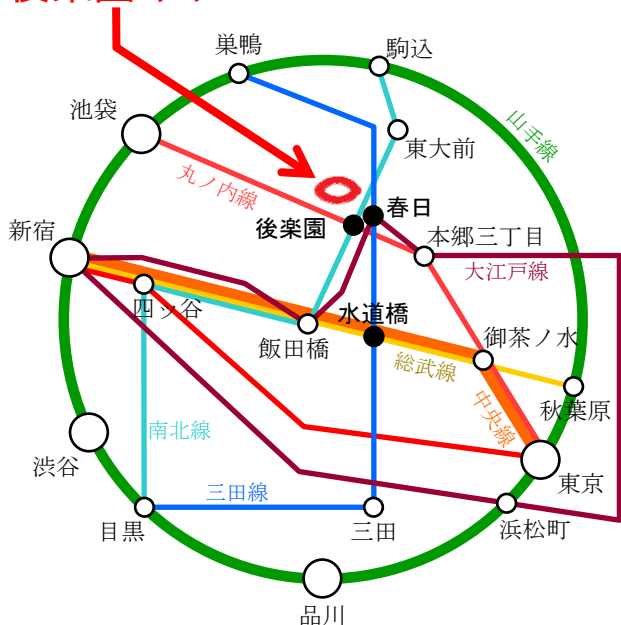 巣鴨
駒込
池袋
東大前
山手線
丸ノ内線
春日
後楽園
新宿
本郷三丁目
大江戸線
四ッ谷
水道橋
飯田橋
御茶ノ水
総武線
秋葉原
中央線
南北線
渋谷
東京
三田線
目黒
三田
浜松町
品川